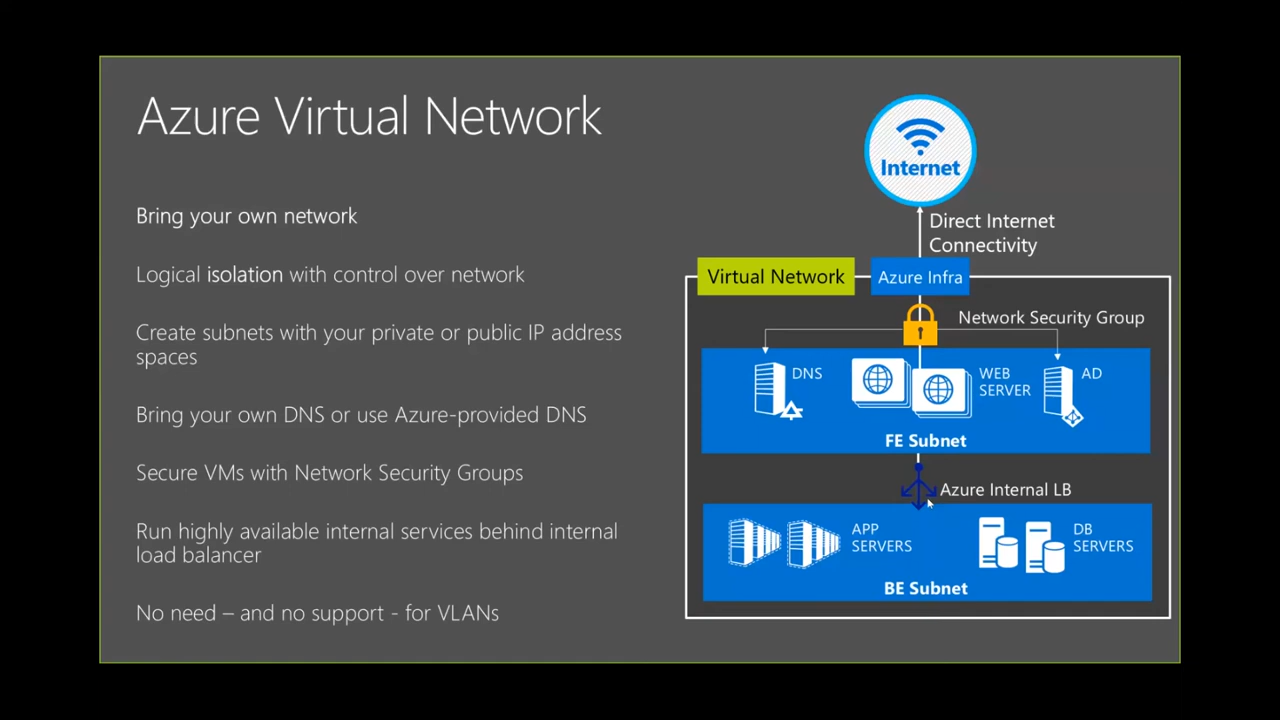 Azure Virtual Network
Bring your own network
Logical isolation with control over network
Create subnets with your private or public IP address
spaces
Bring your own DNS or use Azure-provided DNS
Secure VMs with Network Security Groups
Run highly available internal services behind internal
load balancer
No need – and no support - for VLANs
Internet
Direct Internet
Connectivity
Virtual Network
Azure Infra
Network Security Group
DNS
WEB
SERVER
AD
FE Subnet
Azure Internal LB
APP
SERVERS
DB
SERVERS
BE Subnet